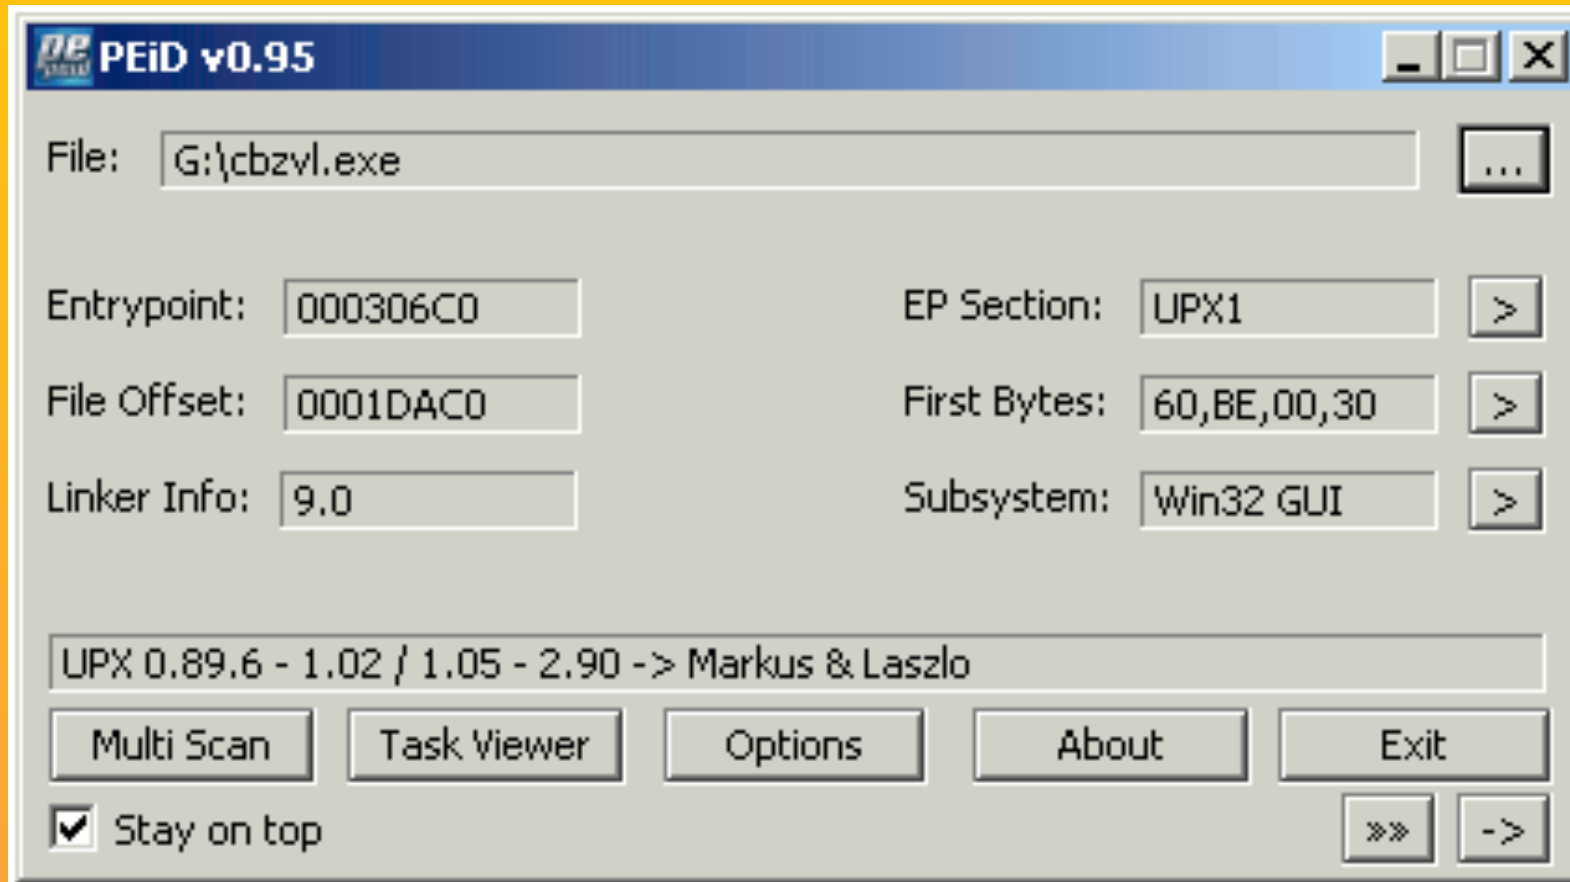 PEiD v0.95
File: G:\cbzvl.exe ...
Entrypoint: 000306C0 EP Section: UPX1 >
File Offset: 0001DAC0 First Bytes: 60,BE,00,30 >
Linker Info: 9.0 Subsystem: Win32 GUI >
UPX 0.89.6 - 1.02 / 1.05 - 2.90 -> Markus & Laszlo
Multi Scan Task Viewer Options About Exit
Stay on top »» ->